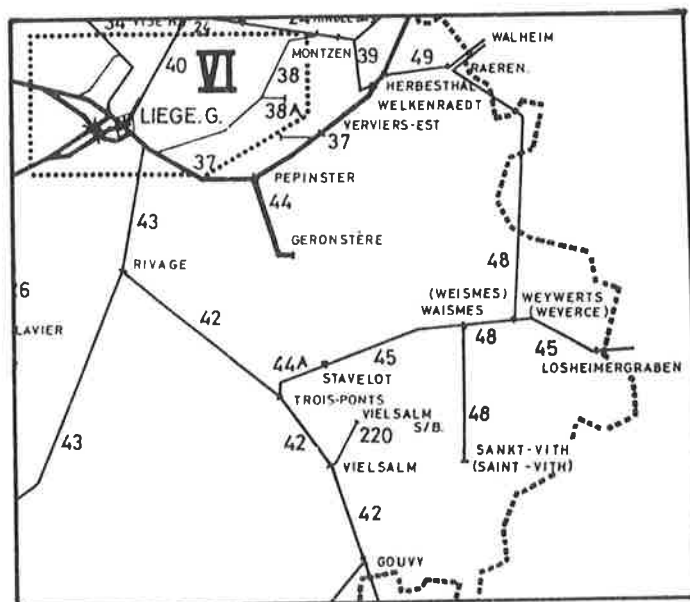 34 VISE
24
24
MONTZEN
39
49
WALHEIM
RAEREN.
40
VI
38
HERBESTHAL
WELKENRAEDT
LIEGE. G.
38A
VERVIERS-EST
37
37
PEPINSTER
44
43
GERONSTÈRE
RIVAGE
48
6
LAVIER
42
(WEISMES)
WAISMES
WEYWERTS
(WEVERCE)
48
45
44A
45
LOSHEIMERGRABEN
STAVELOT
TROIS-PONTS
VIELSALM
S/B.
48
43
42
220
SANKT-VITH
(SAINT-VITH)
VIELSALM
42
GOUVY